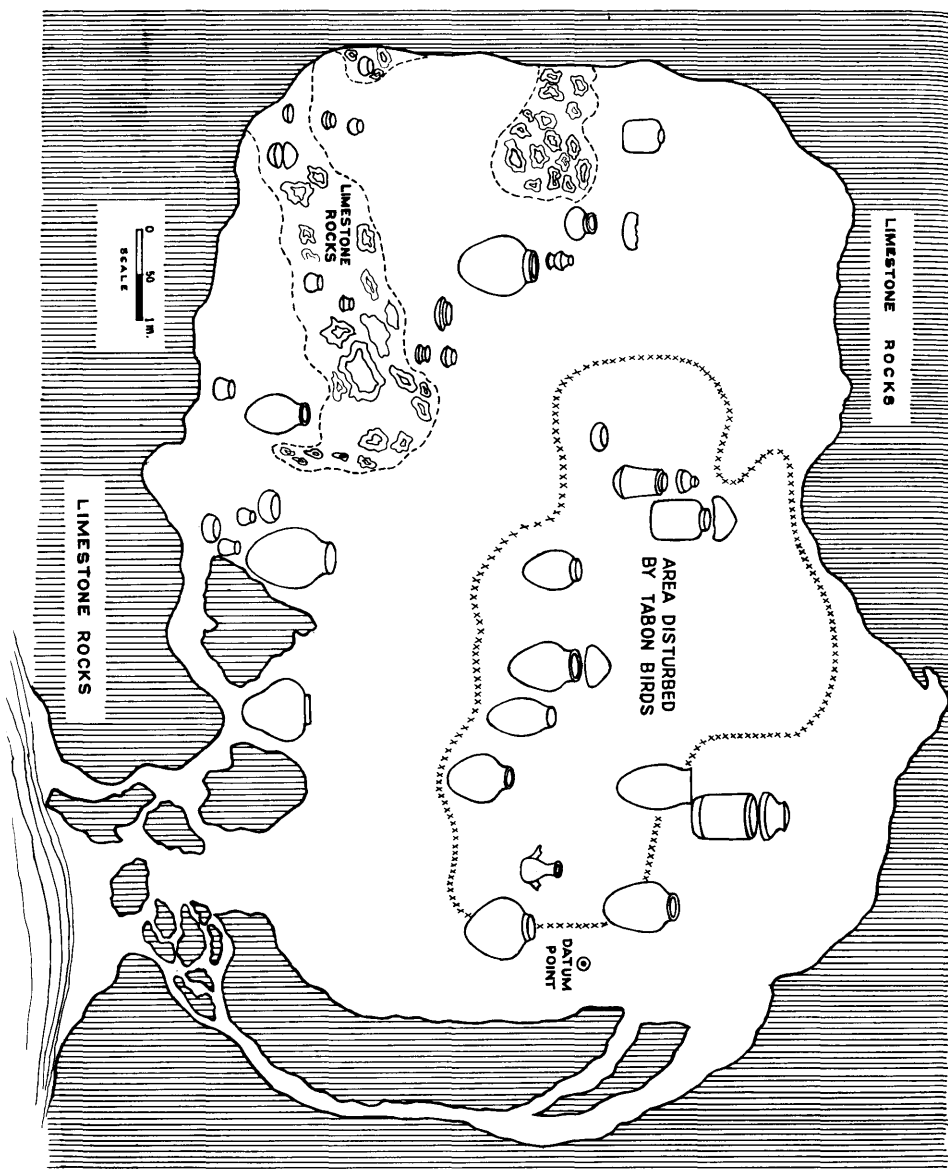 LIMESTONE ROCKS
LIMESTONE
ROCKS
AREA DISTURBED
BY TABON BIRDS
DATUM
POINT
0 50 1 m.
SCALE
LIMESTONE ROCKS